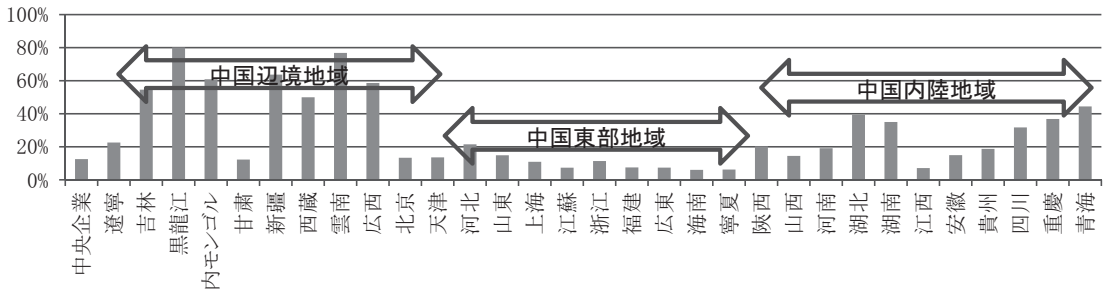 100%
80%
60%
40%
20%
0%
中国辺境地域
中国東部地域
中国内陸地域
中央企業
遼寧
吉林
黒龍江
内モンゴル
甘粛
新疆
西蔵
雲南
広西
北京
天津
河北
山東
上海
江蘇
浙江
福建
広東
海南
寧夏
陝西
山西
河南
湖北
湖南
江西
安徽
貴州
四川
重慶
青海